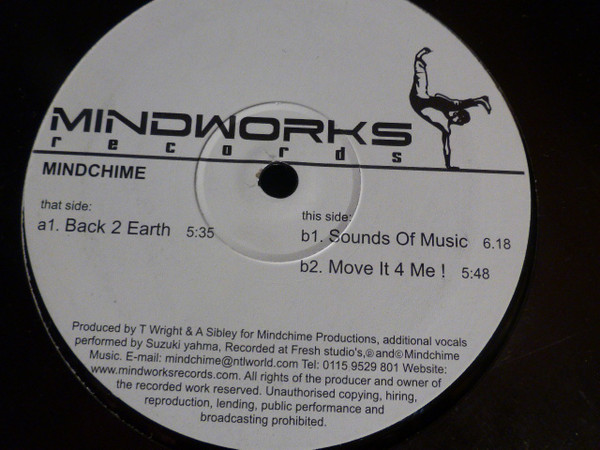 MINDWORKS
records
MINDCHIME
that side:
a1. Back 2 Earth 5:35
this side:
b1. Sounds Of Music 6.18
b2. Move It 4 Me ! 5:48
Produced by T Wright & A Sibley for Mindchime Productions, additional vocals
performed by Suzuki yahma, Recorded at Fresh studio's,℗and©Mindchime
Music. E-mail: mindchime@ntlworld.com Tel: 0115 9529 801 Website:
www.mindworksrecords.com. All rights of the producer and owner of
the recorded work reserved. Unauthorised copying, hiring,
reproduction, lending, public performance and
broadcasting prohibited.